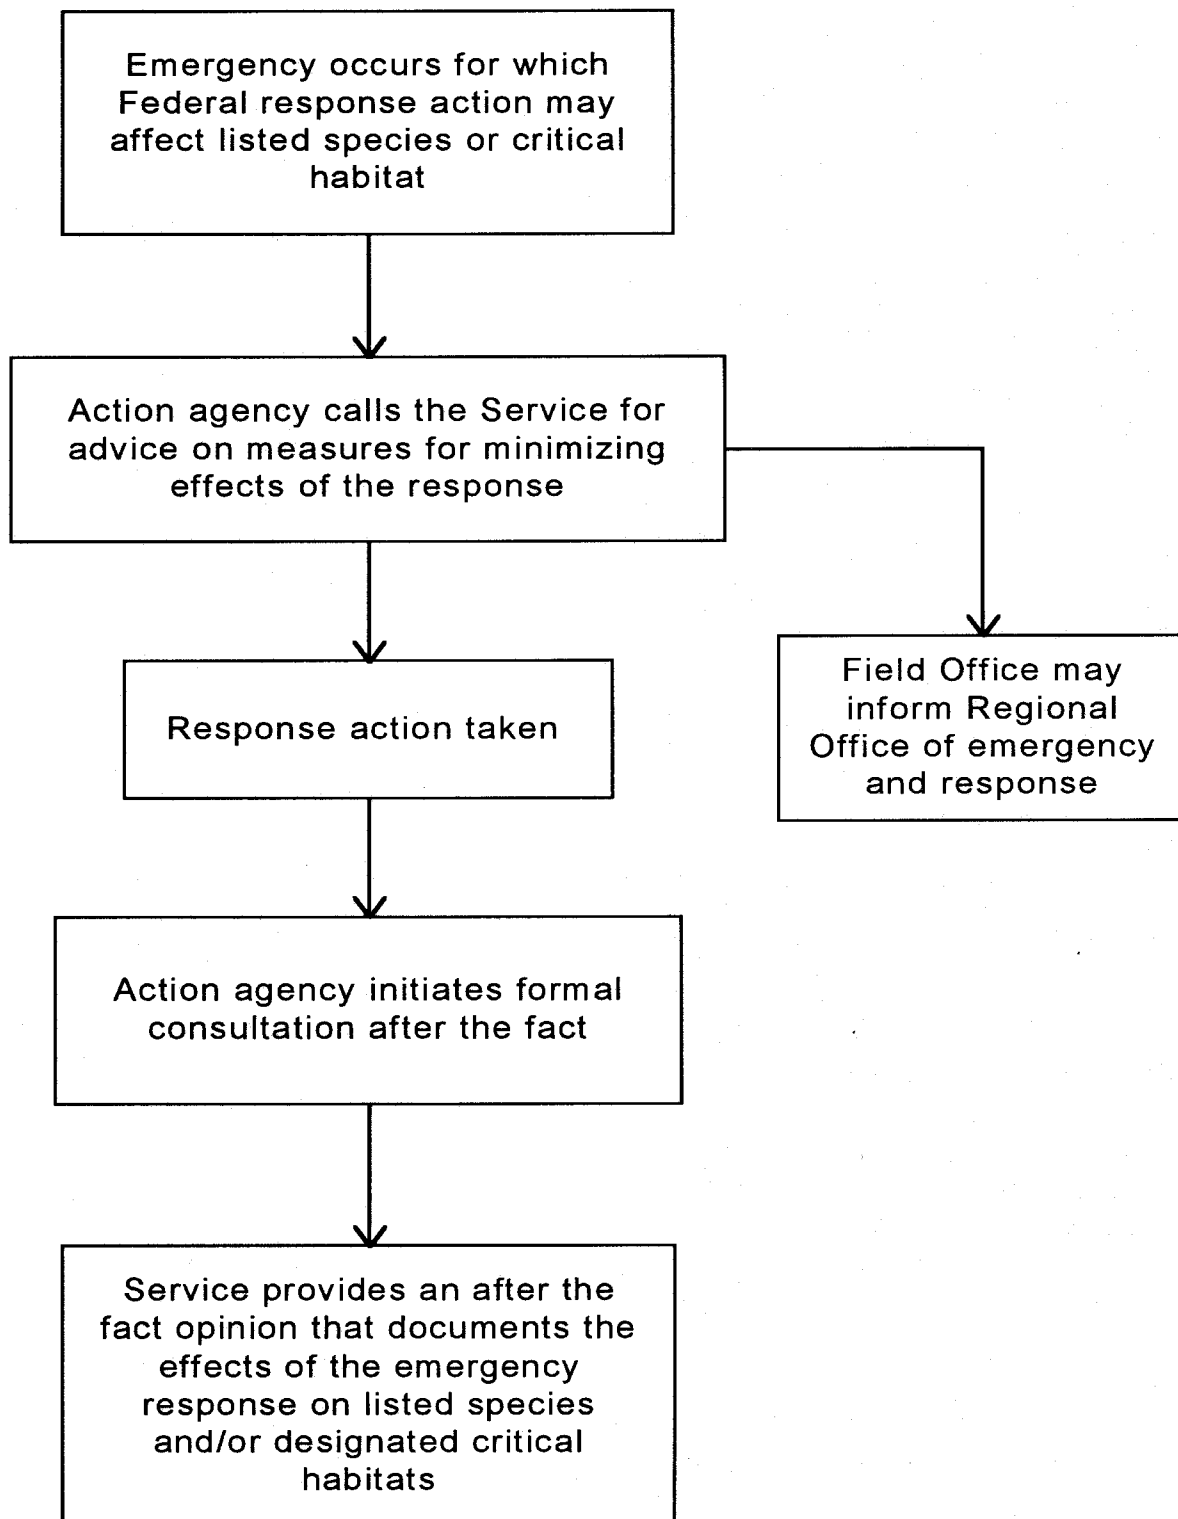 Emergency occurs for which
Federal response action may
affect listed species or critical
habitat
Action agency calls the Service for
advice on measures for minimizing
effects of the response
Field Office may
inform Regional
Office of emergency
and response
Response action taken
Action agency initiates formal
consultation after the fact
Service provides an after the
fact opinion that documents the
effects of the emergency
response on listed species
and/or designated critical
habitats